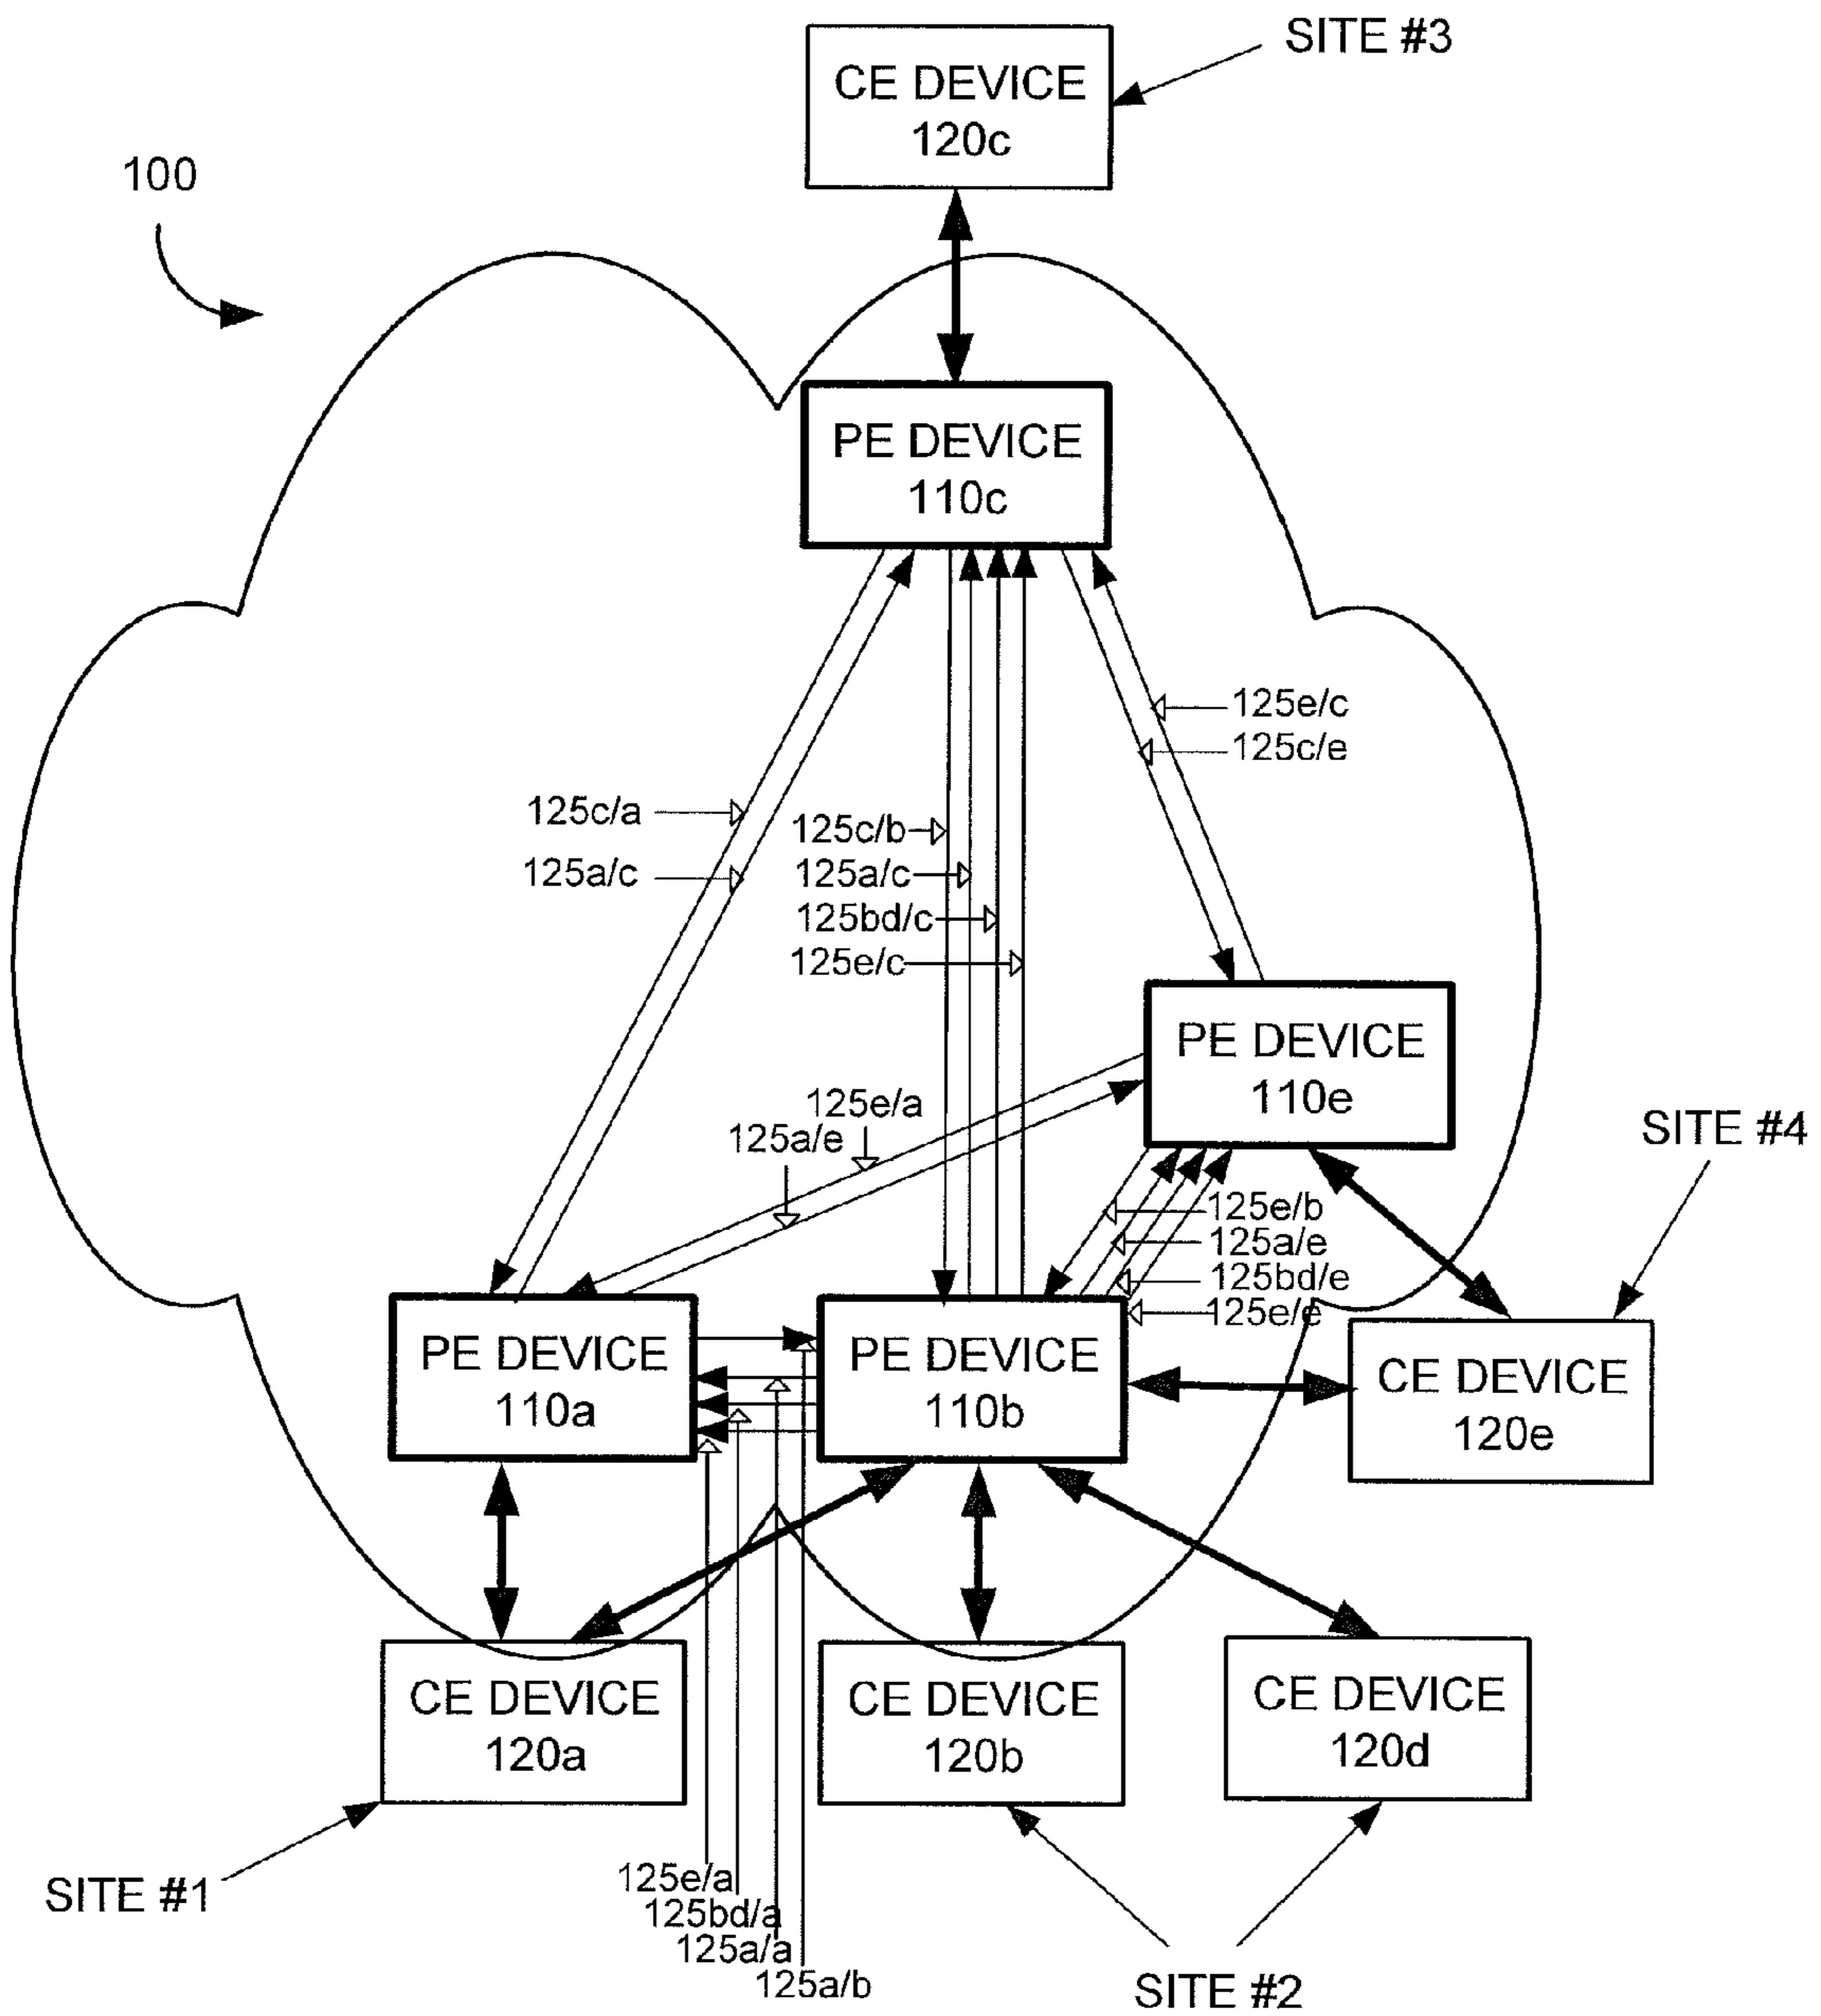 SITE #3
CE DEVICE
120c
100
PE DEVICE
110c
125e/c
125c/e
125c/a
125a/c
125c/b
125a/c
125bd/c
125e/c
PE DEVICE
110e
125e/a
125a/e
SITE #4
125e/b
125a/e
125bd/e
125e/e
PE DEVICE
110a
PE DEVICE
110b
CE DEVICE
120e
CE DEVICE
120a
CE DEVICE
120b
CE DEVICE
120d
SITE #1
125e/a
125bd/a
125a/a
125a/b
SITE #2